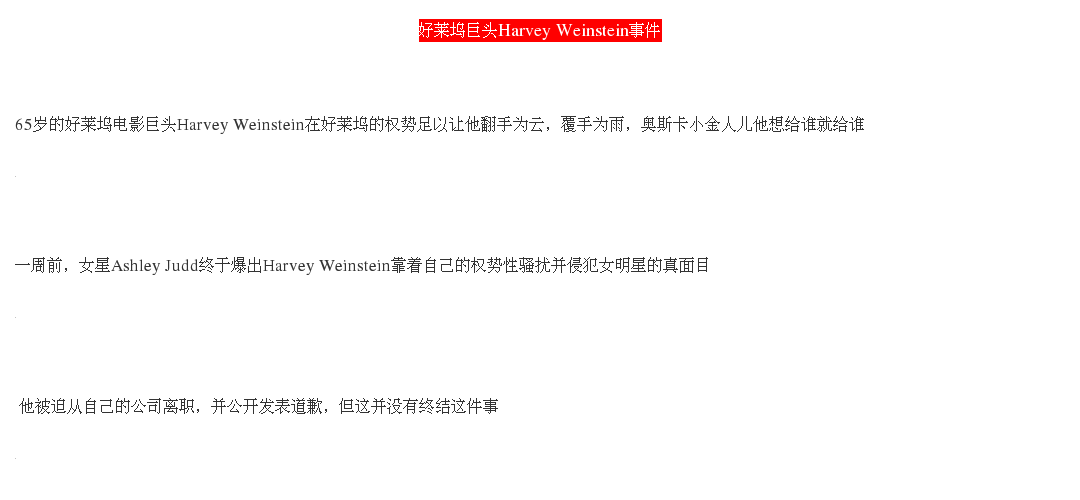 好莱坞巨头Harvey Weinstein事件
65岁的好莱坞电影巨头Harvey Weinstein在好莱坞的权势足以让他翻手为云，覆手为雨，奥斯卡小金人儿他想给谁就给谁
一周前，女星Ashley Judd终于爆出Harvey Weinstein靠着自己的权势性骚扰并侵犯女明星的真面目
他被迫从自己的公司离职，并公开发表道歉，但这并没有终结这件事